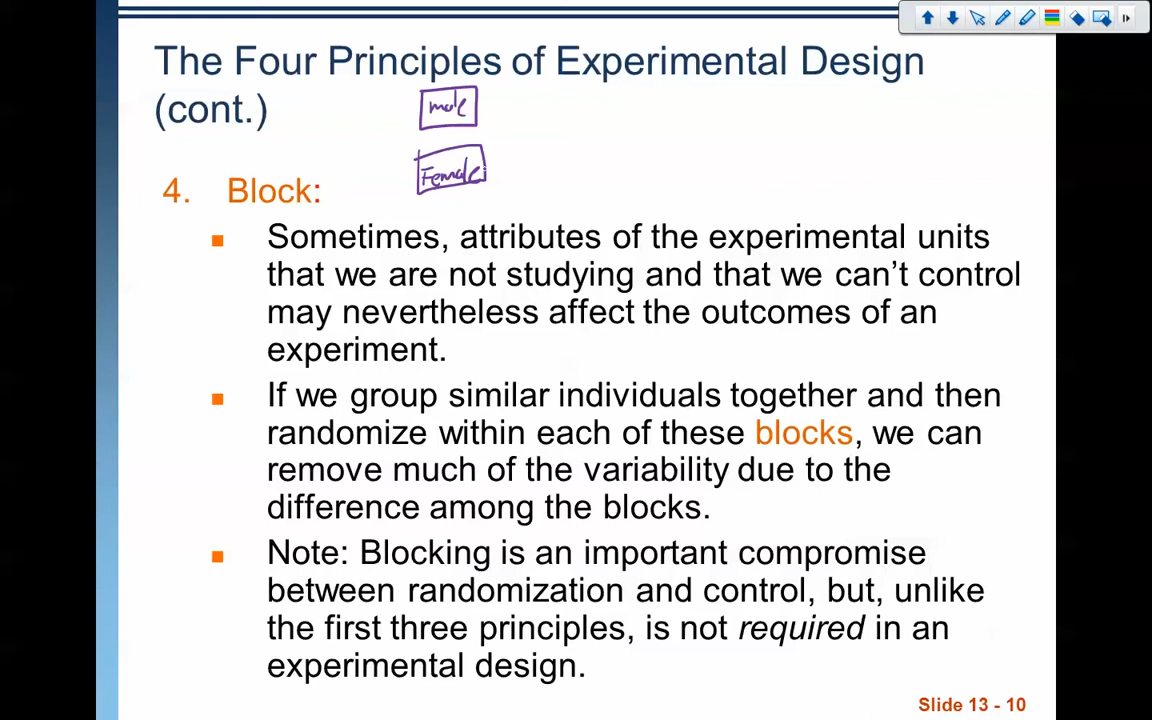 The Four Principles of Experimental Design
(cont.)
male
Female
4. Block:
Sometimes, attributes of the experimental units
that we are not studying and that we can’t control
may nevertheless affect the outcomes of an
experiment.
If we group similar individuals together and then
randomize within each of these blocks, we can
remove much of the variability due to the
difference among the blocks.
Note: Blocking is an important compromise
between randomization and control, but, unlike
the first three principles, is not required in an
experimental design.
Slide 13 - 10